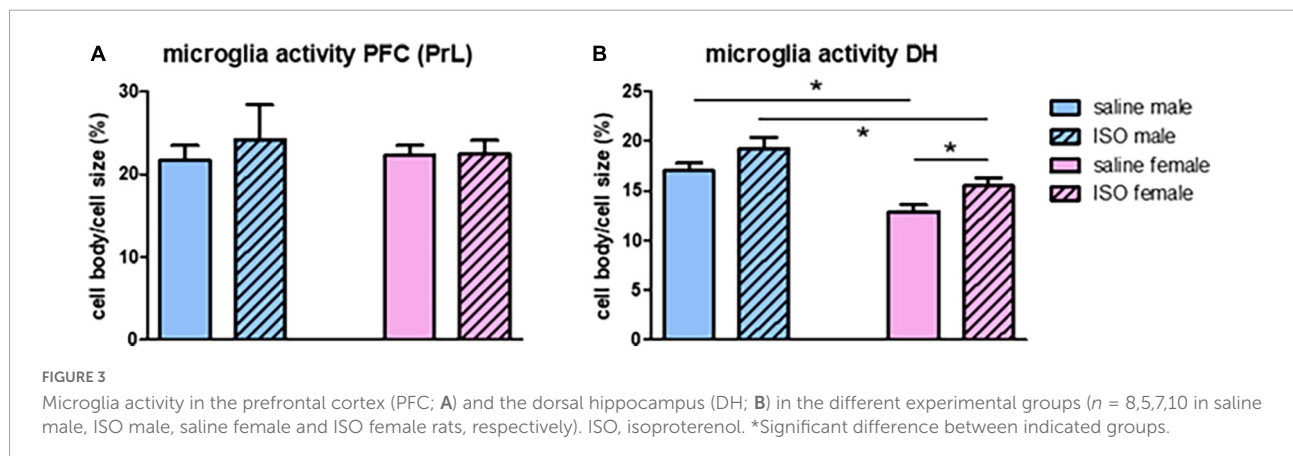 A
microglia activity PFC (PrL)
30
20
10
0
cell body/cell size (%)
B
microglia activity DH
25
20
15
10
5
0
cell body/cell size (%)
*
*
*
saline male
ISO male
saline female
ISO female
FIGURE 3
Microglia activity in the prefrontal cortex (PFC; A) and the dorsal hippocampus (DH; B) in the different experimental groups (n = 8,5,7,10 in saline
male, ISO male, saline female and ISO female rats, respectively). ISO, isoproterenol. *Significant difference between indicated groups.